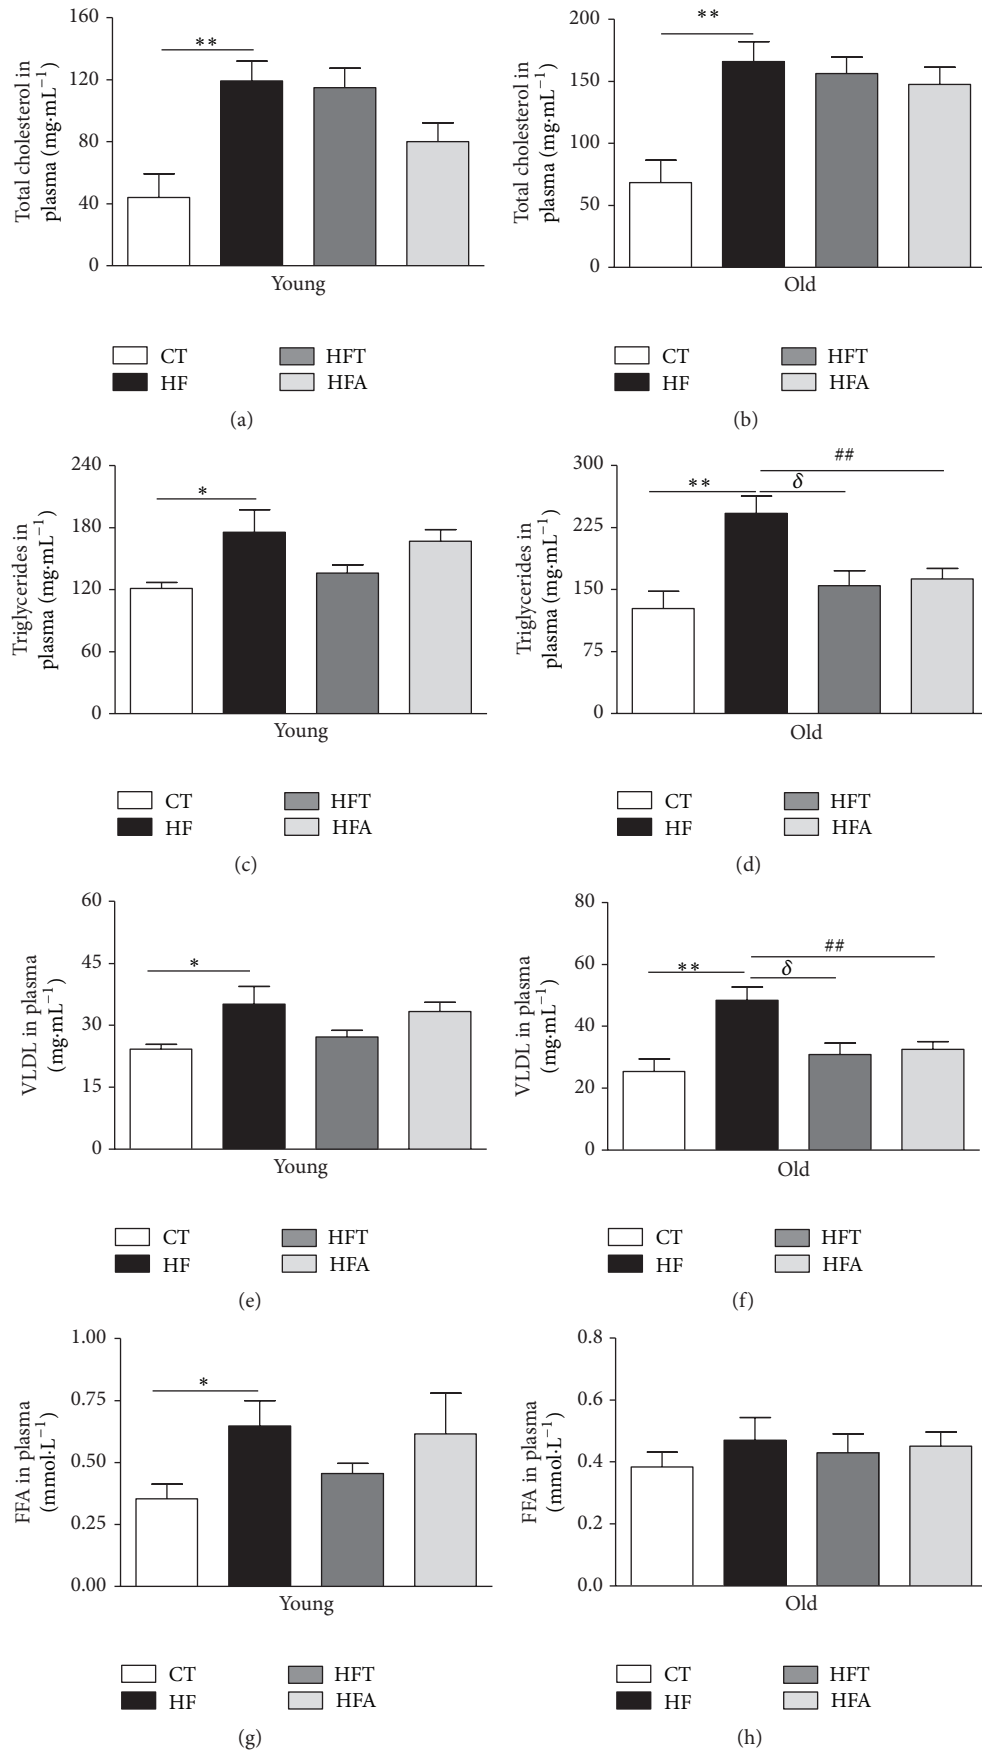 Total cholesterol in
plasma (mg·mL−1)
160
120
80
40
0
**
Young
CT
HF
HFT
HFA
(a)
Total cholesterol in
plasma (mg·mL−1)
200
150
100
50
0
**
Old
CT
HF
HFT
HFA
(b)
Triglycerides in
plasma (mg·mL−1)
240
180
120
60
0
*
Young
CT
HF
HFT
HFA
(c)
Triglycerides in
plasma (mg·mL−1)
300
225
150
75
0
**
δ
##
Old
CT
HF
HFT
HFA
(d)
VLDL in plasma
(mg·mL−1)
60
45
30
15
0
*
Young
CT
HF
HFT
HFA
(e)
VLDL in plasma
(mg·mL−1)
80
60
40
20
0
**
δ
##
Old
CT
HF
HFT
HFA
(f)
FFA in plasma
(mmol·L−1)
1.00
0.75
0.50
0.25
0.00
*
Young
CT
HF
HFT
HFA
(g)
FFA in plasma
(mmol·L−1)
0.8
0.6
0.4
0.2
0.0
Old
CT
HF
HFT
HFA
(h)